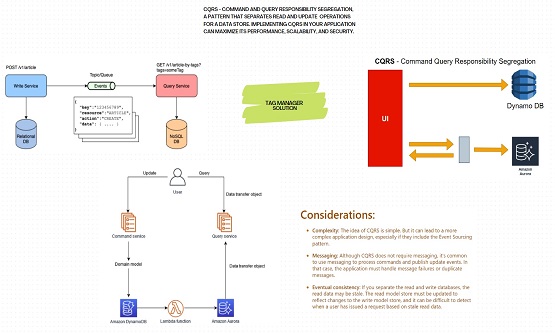 CQRS - COMMAND AND QUERY RESPONSIBILITY SEGREGATION,
A PATTERN THAT SEPARATES READ AND UPDATE OPERATIONS
FOR A DATA STORE. IMPLEMENTING CQRS IN YOUR APPLICATION
CAN MAXIMIZE ITS PERFORMANCE, SCALABILITY, AND SECURITY.
POST /v1/article
Topic/Queue
GET /v1/article-by-tags?
tags=someTag
Write Service
Events
Query Service
{
"key":"123456789",
"resource":"ARTICLE",
"action":"CREATE",
"data": { ... }
Relational
DB
NoSQL
DB
TAG MANAGER
SOLUTION
CQRS - Command Query Responsibility Segregation
UI
Dynamo DB
Amazon
Aurora
Update
Query
User
Data transfer object
Command service
Query service
Domain model
Data transfer object
Amazon DynamoDB
Lambda function
Amazon Aurora
Considerations:
• Complexity: The idea of CQRS is simple. But it can lead to a more
complex application design, especially if they include the Event Sourcing
pattern.
• Messaging: Although CQRS does not require messaging, it's common
to use messaging to process commands and publish update events. In
that case, the application must handle message failures or duplicate
messages.
• Eventual consistency: If you separate the read and write databases, the
read data may be stale. The read model store must be updated to
reflect changes to the write model store, and it can be difficult to detect
when a user has issued a request based on stale read data.